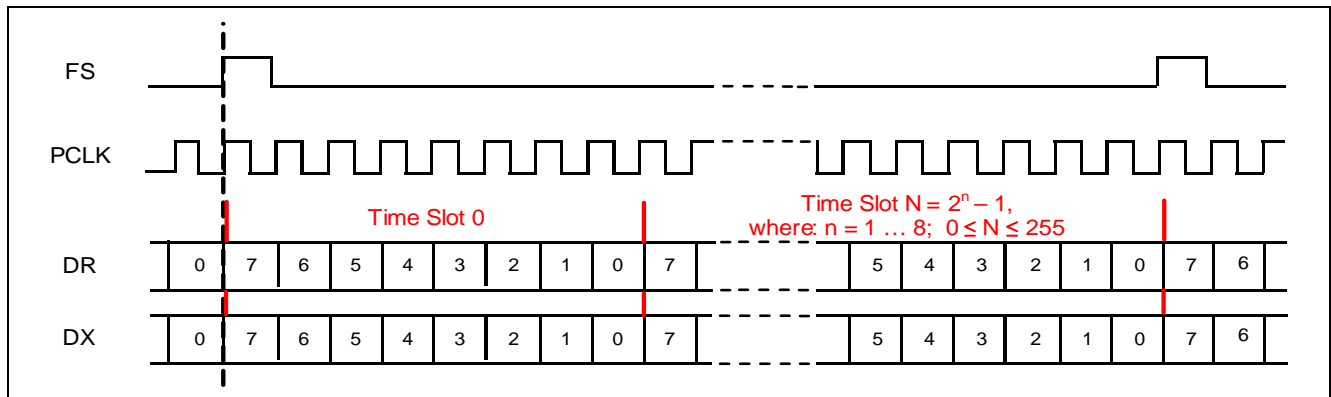 FS
PCLK
Time Slot 0
Time Slot N = 2ⁿ – 1,
where: n = 1 … 8; 0 ≤ N ≤ 255
DR 0 7 6 5 4 3 2 1 0 7 5 4 3 2 1 0 7 6
DX 0 7 6 5 4 3 2 1 0 7 5 4 3 2 1 0 7 6